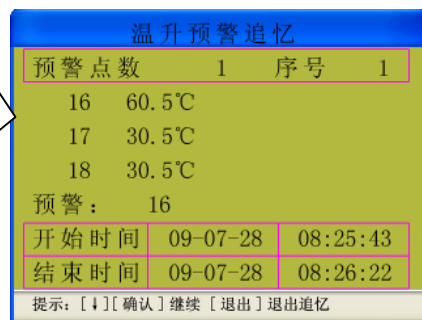 温升预警追忆
预警点数 1 序号 1
16 60.5℃
17 30.5℃
18 30.5℃
预警： 16
开始时间 09-07-28 08:25:43
结束时间 09-07-28 08:26:22
提示: [↓][确认]继续 [退出]退出追忆